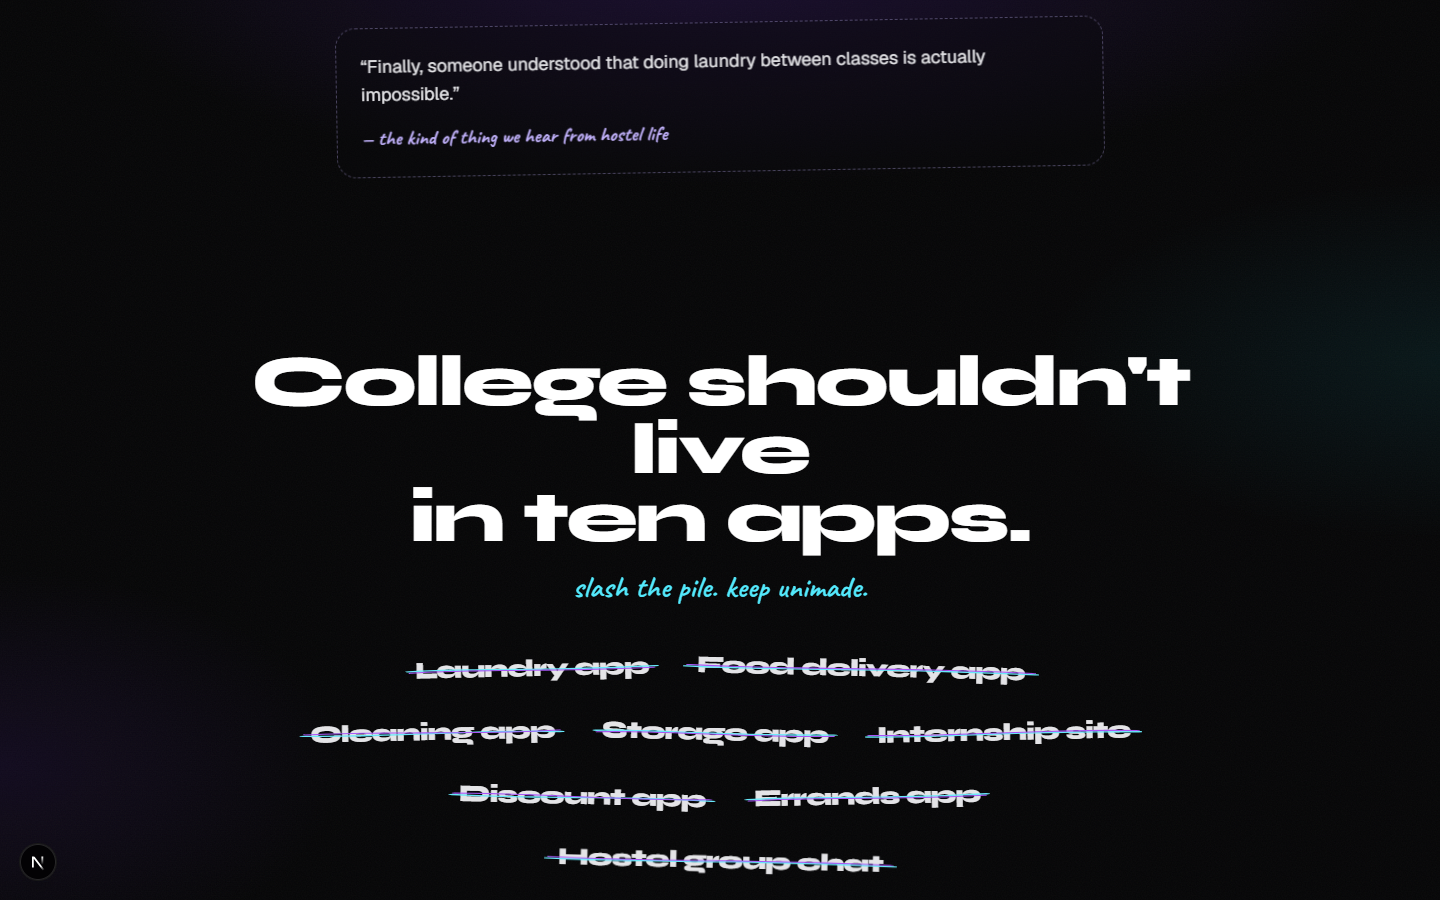 “Finally, someone understood that doing laundry between classes is actually
impossible.”
— the kind of thing we hear from hostel life
College shouldn't
live
in ten apps.
slash the pile. keep unimade.
Laundry app Food delivery app
Cleaning app Storage app Internship site
Discount app Errands app
Hostel group chat
N